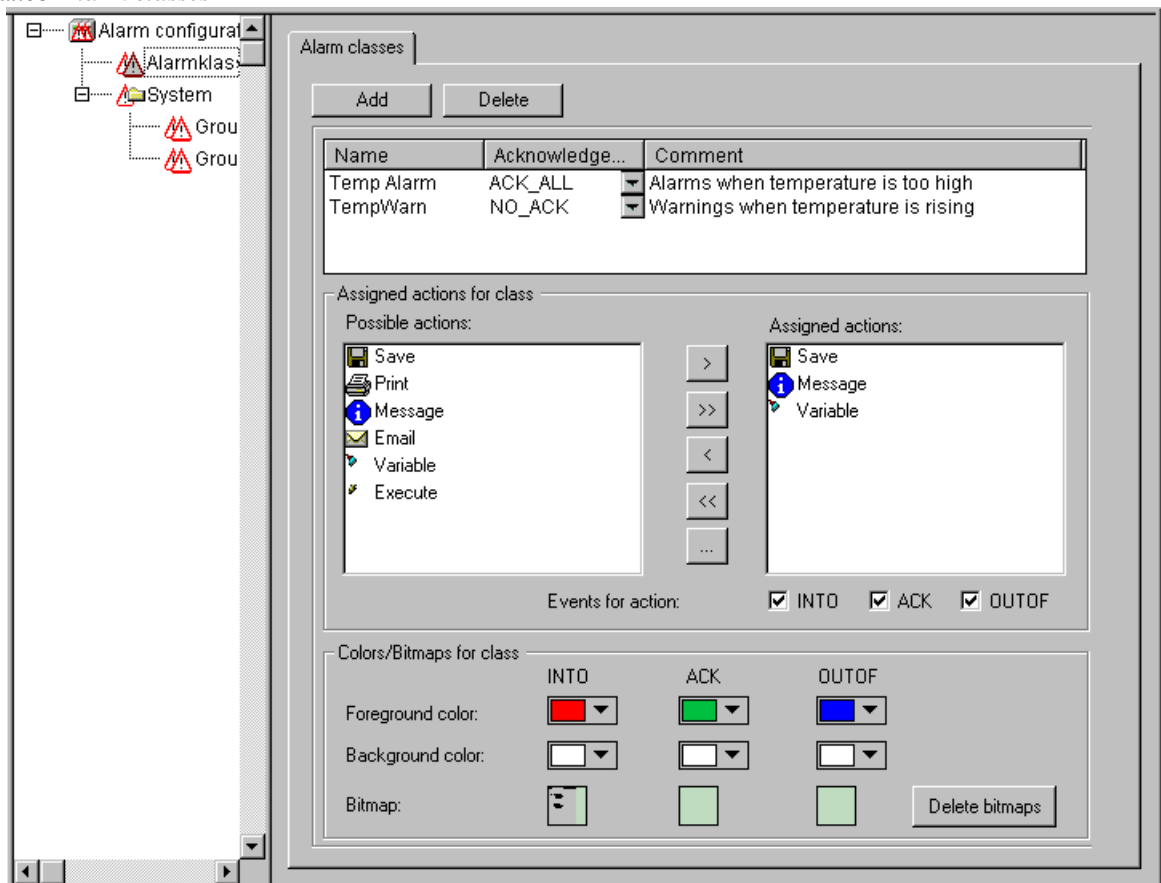 Alarm configurat
Alarmklas
System
Grou
Grou
Alarm classes
Add Delete
Name Acknowledge... Comment
Temp Alarm ACK_ALL Alarms when temperature is too high
TempWarn NO_ACK Warnings when temperature is rising
Assigned actions for class
Possible actions: Assigned actions:
Save > Save
Print Message
Message >> Variable
Email
Variable <
Execute <<
...
Events for action: INTO ACK OUTOF
Colors/Bitmaps for class
INTO ACK OUTOF
Foreground color:
Background color:
Bitmap: Delete bitmaps